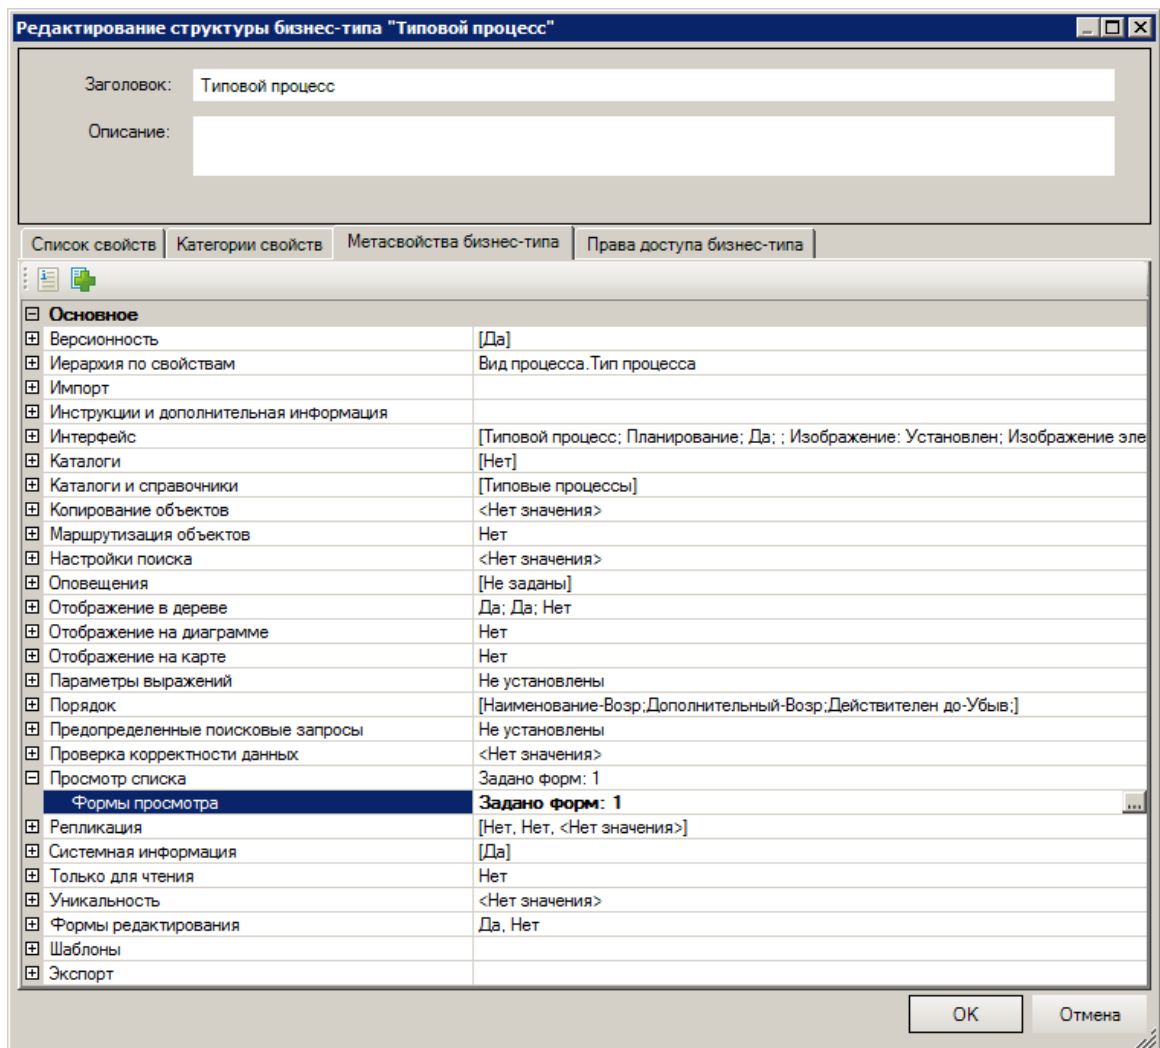 Редактирование структуры бизнес-типа "Типовой процесс"
Заголовок: Типовой процесс
Описание:
Список свойств Категории свойств Метасвойства бизнес-типа Права доступа бизнес-типа
Основное
Версионность [Да]
Иерархия по свойствам Вид процесса.Тип процесса
Импорт
Инструкции и дополнительная информация
Интерфейс [Типовой процесс; Планирование; Да; ; Изображение: Установлен; Изображение эле
Каталоги [Нет]
Каталоги и справочники [Типовые процессы]
Копирование объектов <Нет значения>
Маршрутизация объектов Нет
Настройки поиска <Нет значения>
Оповещения [Не заданы]
Отображение в дереве Да; Да; Нет
Отображение на диаграмме Нет
Отображение на карте Нет
Параметры выражений Не установлены
Порядок [Наименование-Возр;Дополнительный-Возр;Действителен до-Убыв;]
Предопределенные поисковые запросы Не установлены
Проверка корректности данных <Нет значения>
Просмотр списка Задано форм: 1
Формы просмотра Задано форм: 1 ...
Репликация [Нет, Нет, <Нет значения>]
Системная информация [Да]
Только для чтения Нет
Уникальность <Нет значения>
Формы редактирования Да, Нет
Шаблоны
Экспорт
OK Отмена